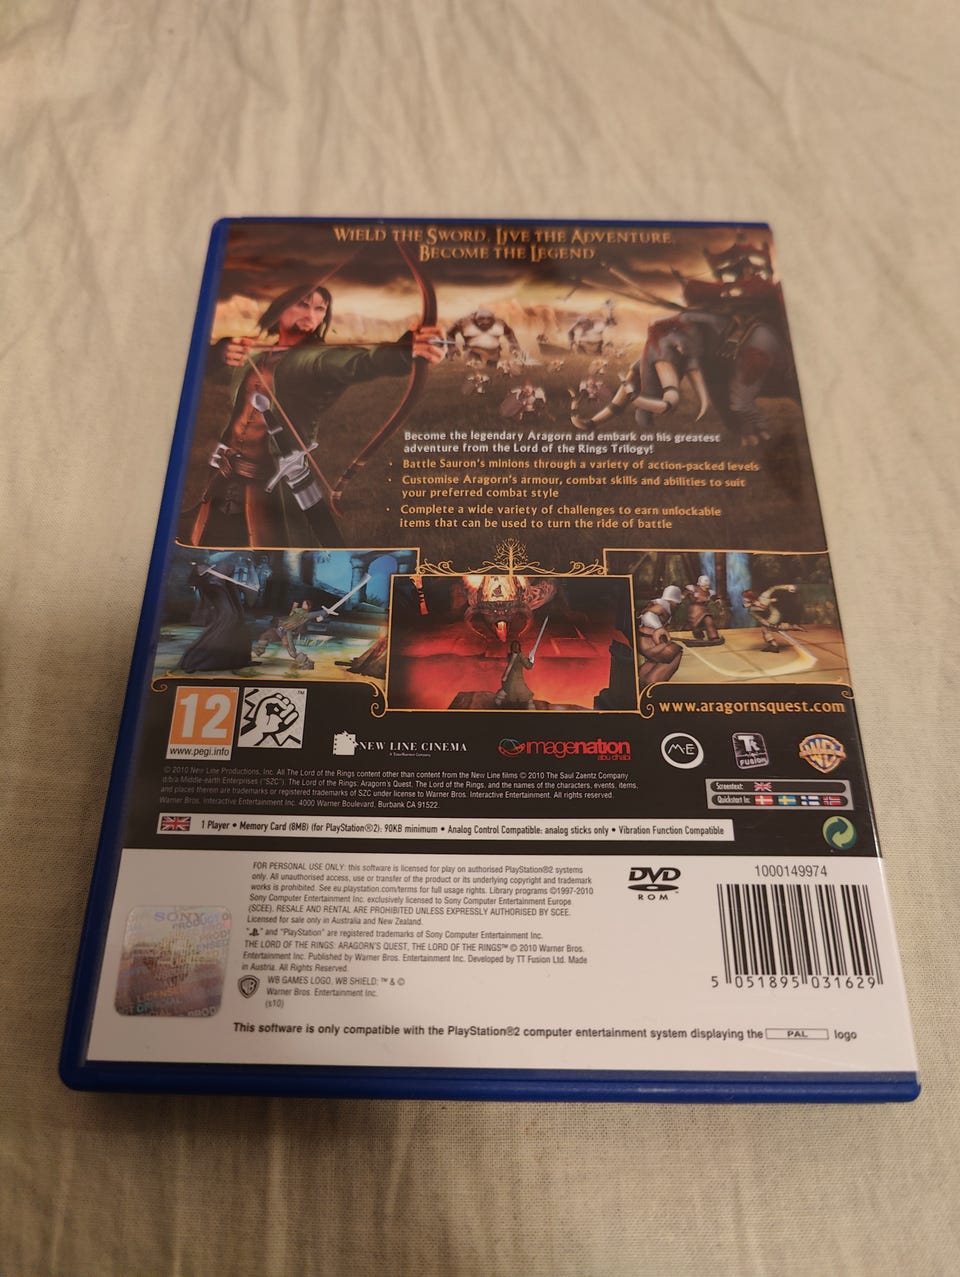 WIELD THE SWORD. LIVE THE ADVENTURE.
BECOME THE LEGEND
Become the legendary Aragorn and embark on his greatest
adventure from the Lord of the Rings Trilogy!
• Battle Sauron's minions through a variety of action-packed levels
• Customise Aragorn's armour, combat skills and abilities to suit
your preferred combat style
• Complete a wide variety of challenges to earn unlockable
items that can be used to turn the ride of battle
www.aragornsquest.com
12
www.pegi.info
TM
NEW LINE CINEMA
A Time Warner Company
imagenation
abu dhabi
M-E
TT
FUSION
WB
© 2010 New Line Productions, Inc. All The Lord of the Rings content other than content from the New Line films © 2010 The Saul Zaentz Company
d/b/a Middle-earth Enterprises ("SZC"). The Lord of the Rings: Aragorn's Quest, The Lord of the Rings, and the names of the characters, events, items,
and places therein are trademarks or registered trademarks of SZC under license to Warner Bros. Interactive Entertainment. All rights reserved.
Warner Bros. Interactive Entertainment Inc. 4000 Warner Boulevard, Burbank CA 91522.
Screentext:
Quickstart In:
1 Player • Memory Card (8MB) (for PlayStation®2): 90KB minimum • Analog Control Compatible: analog sticks only • Vibration Function Compatible
FOR PERSONAL USE ONLY: this software is licensed for play on authorised PlayStation®2 systems
only. All unauthorised access, use or transfer of the product or its underlying copyright and trademark
works is prohibited. See eu.playstation.com/terms for full usage rights. Library programs ©1997-2010
Sony Computer Entertainment Inc. exclusively licensed to Sony Computer Entertainment Europe
(SCEE). RESALE AND RENTAL ARE PROHIBITED UNLESS EXPRESSLY AUTHORISED BY SCEE.
Licensed for sale only in Australia and New Zealand.
" " and "PlayStation" are registered trademarks of Sony Computer Entertainment Inc.
THE LORD OF THE RINGS: ARAGORN'S QUEST, THE LORD OF THE RINGS™ © 2010 Warner Bros.
Entertainment Inc. Published by Warner Bros. Entertainment Inc. Developed by TT Fusion Ltd. Made
in Austria. All Rights Reserved.
WB GAMES LOGO, WB SHIELD: ™ & ©
Warner Bros. Entertainment Inc.
(s10)
DVD
ROM
1000149974
5 051895 031629
SONY
This software is only compatible with the PlayStation®2 computer entertainment system displaying the PAL logo